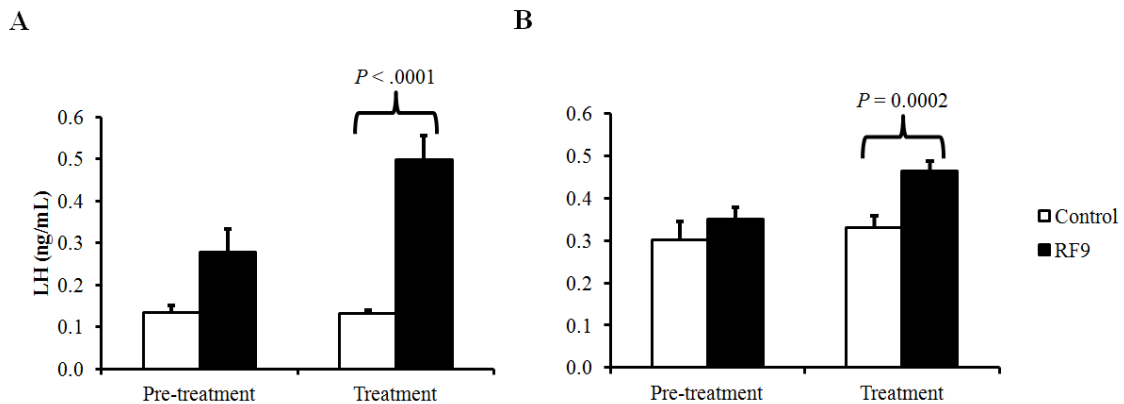 A
B
P < .0001
P = 0.0002
LH (ng/mL)
0.6
0.5
0.4
0.3
0.2
0.1
0.0
Pre-treatment Treatment
0.6
0.5
0.4
0.3
0.2
0.1
0.0
Pre-treatment Treatment
Control
RF9